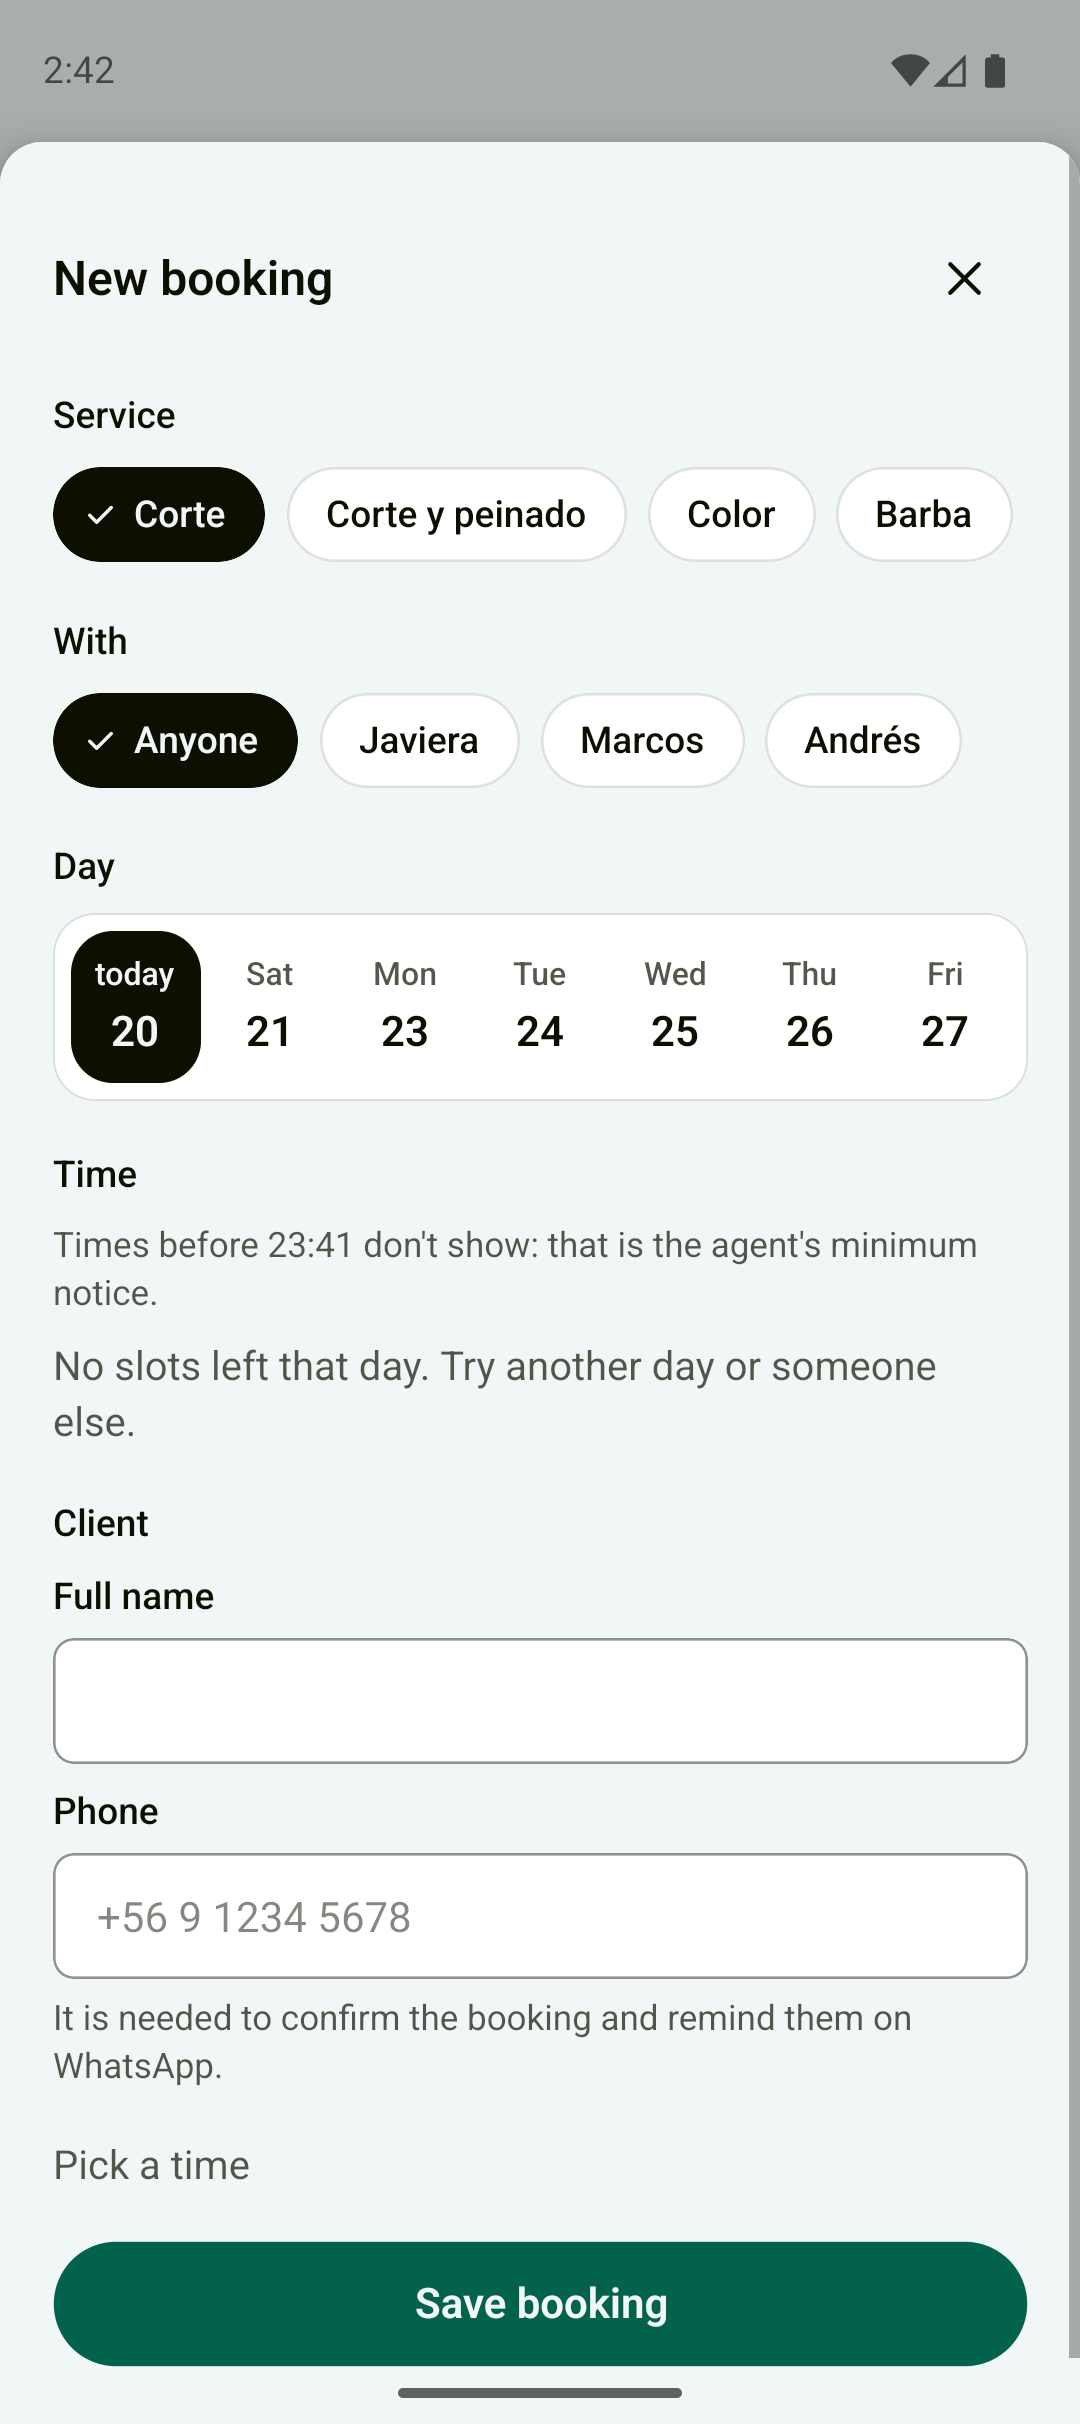 2:42
New booking
Service
Corte
Corte y peinado
Color
Barba
With
Anyone
Javiera
Marcos
Andrés
Day
today
Sat
Mon
Tue
Wed
Thu
Fri
20
21
23
24
25
26
27
Time
Times before 23:41 don't show: that is the agent's minimum
notice.
No slots left that day. Try another day or someone
else.
Client
Full name
Phone
+56 9 1234 5678
It is needed to confirm the booking and remind them on
WhatsApp.
Pick a time
Save booking